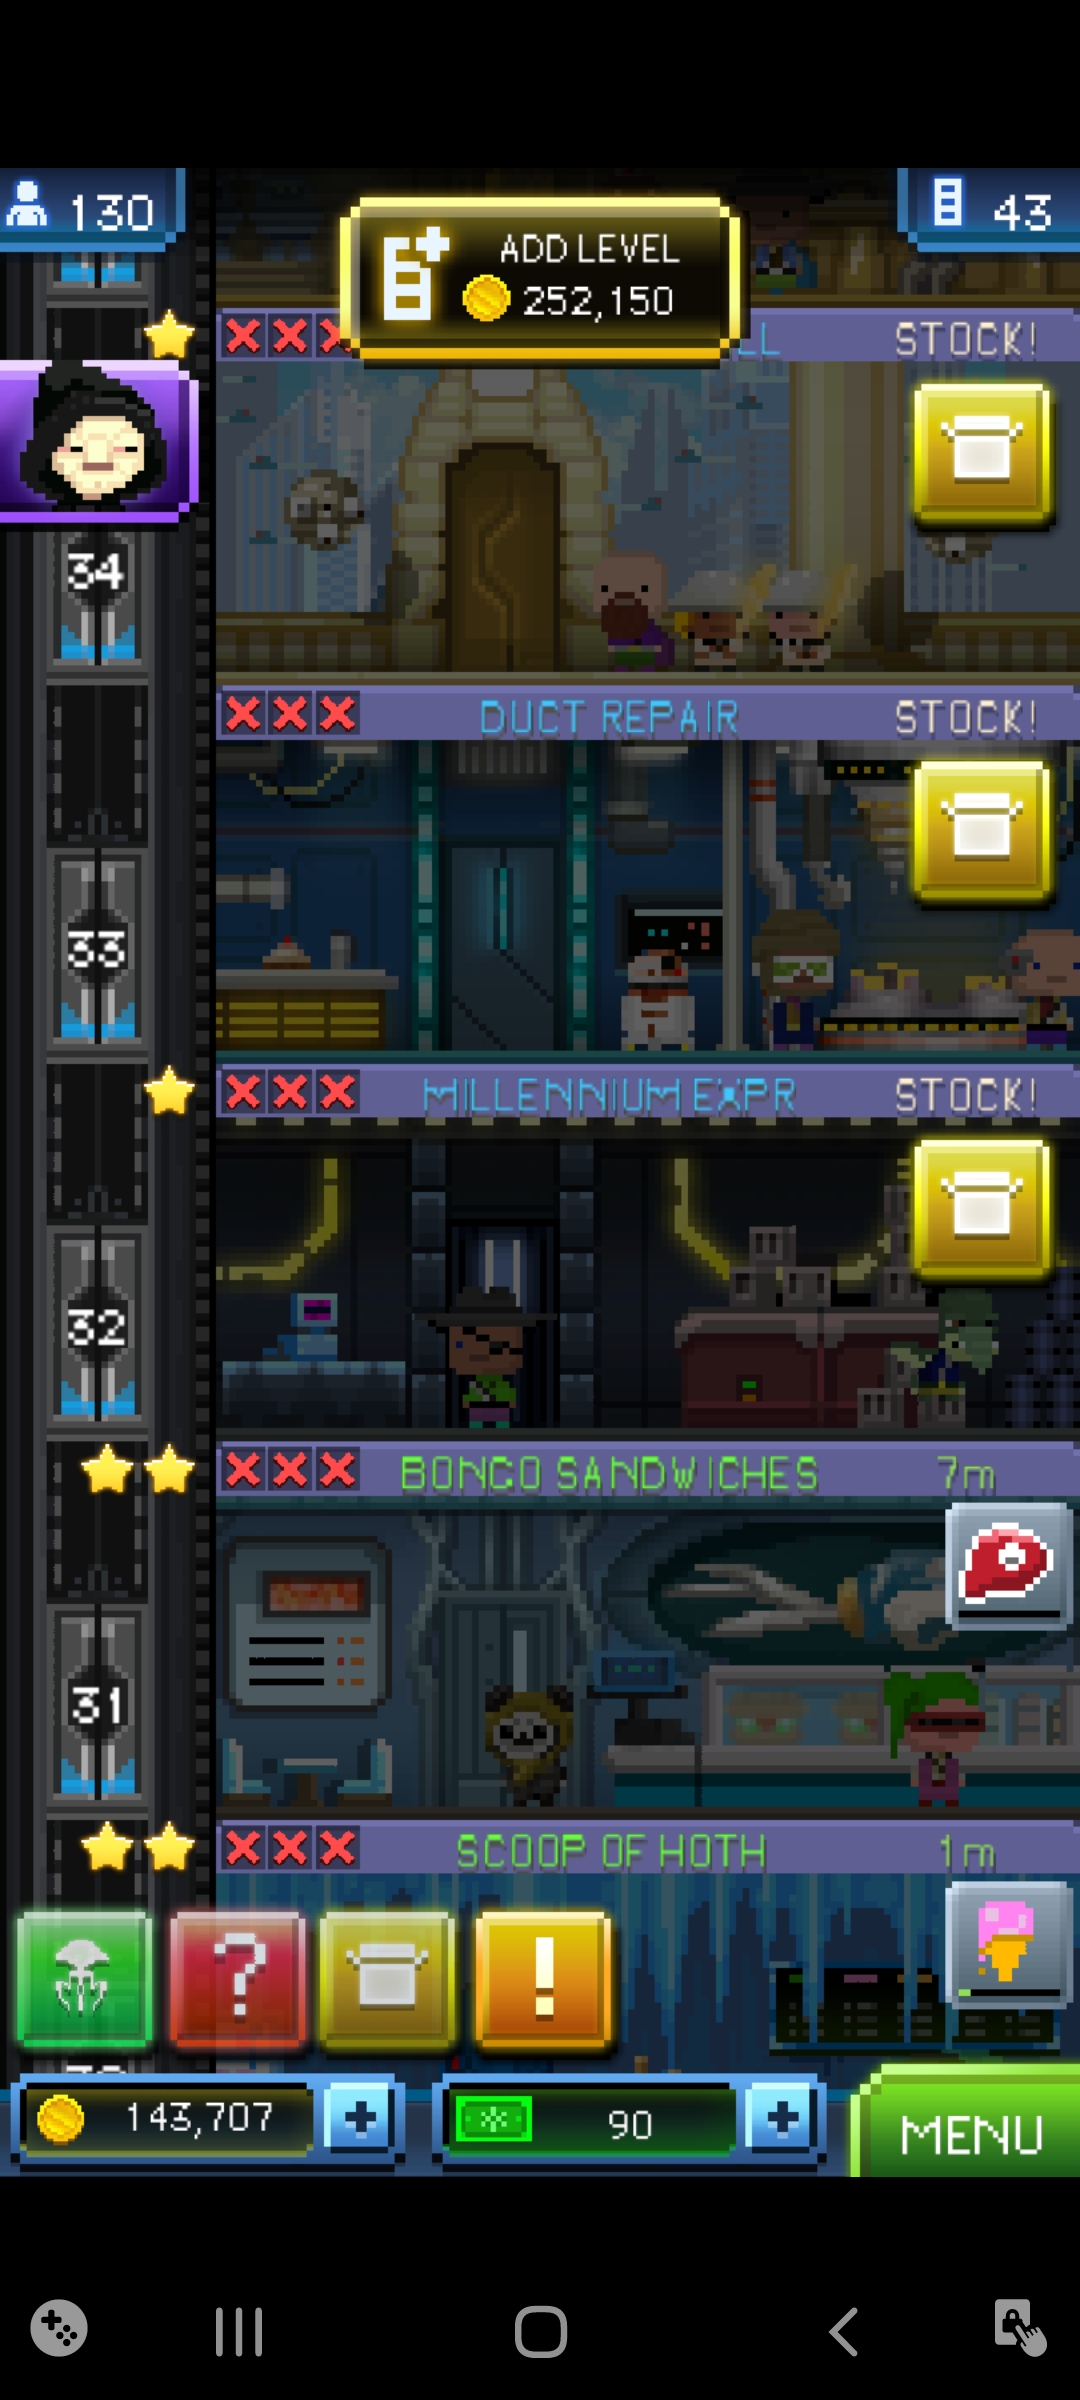 130
ADD LEVEL
252,150
43
LL
STOCK!
34
DUCT REPAIR
STOCK!
33
MILLENNIUM EXPR
STOCK!
32
BONGO SANDWICHES
7m
31
SCOOP OF HOTH
1m
?
!
143,707
+
90
+
MENU